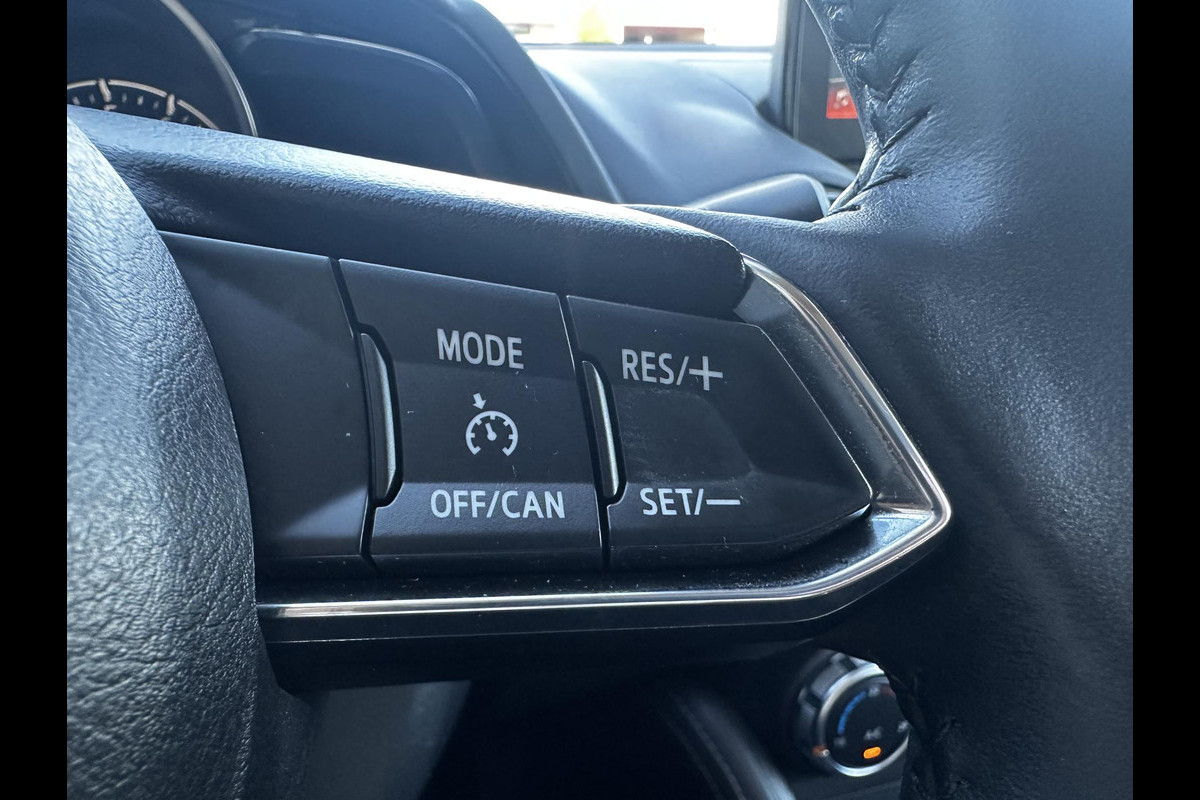 MODE
RES/+
OFF/CAN
SET/—
A/C